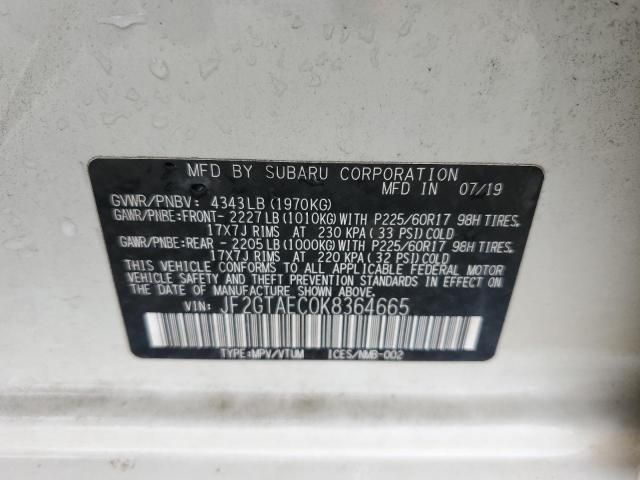 MFD BY SUBARU CORPORATION
MFD IN 07/19
GVWR/PNBV: 4343LB (1970KG)
GAWR/PNBE:FRONT- 2227LB(1010KG)WITH P225/60R17 98H TIRES,
17X7J RIMS AT 230 KPA (33 PSI)COLD
GAWR/PNBE:REAR - 2205LB(1000KG)WITH P225/60R17 98H TIRES,
17X7J RIMS AT 220 KPA (32 PSI)COLD
THIS VEHICLE CONFORMS TO ALL APPLICABLE FEDERAL MOTOR
VEHICLE SAFETY AND BUMPER STANDARDS IN EFFECT ON
THE DATE OF MANUFACTURE SHOWN ABOVE.
VIN: JF2GTAEC0K8364665
TYPE:MPV/VTUM ICES/NMB-002